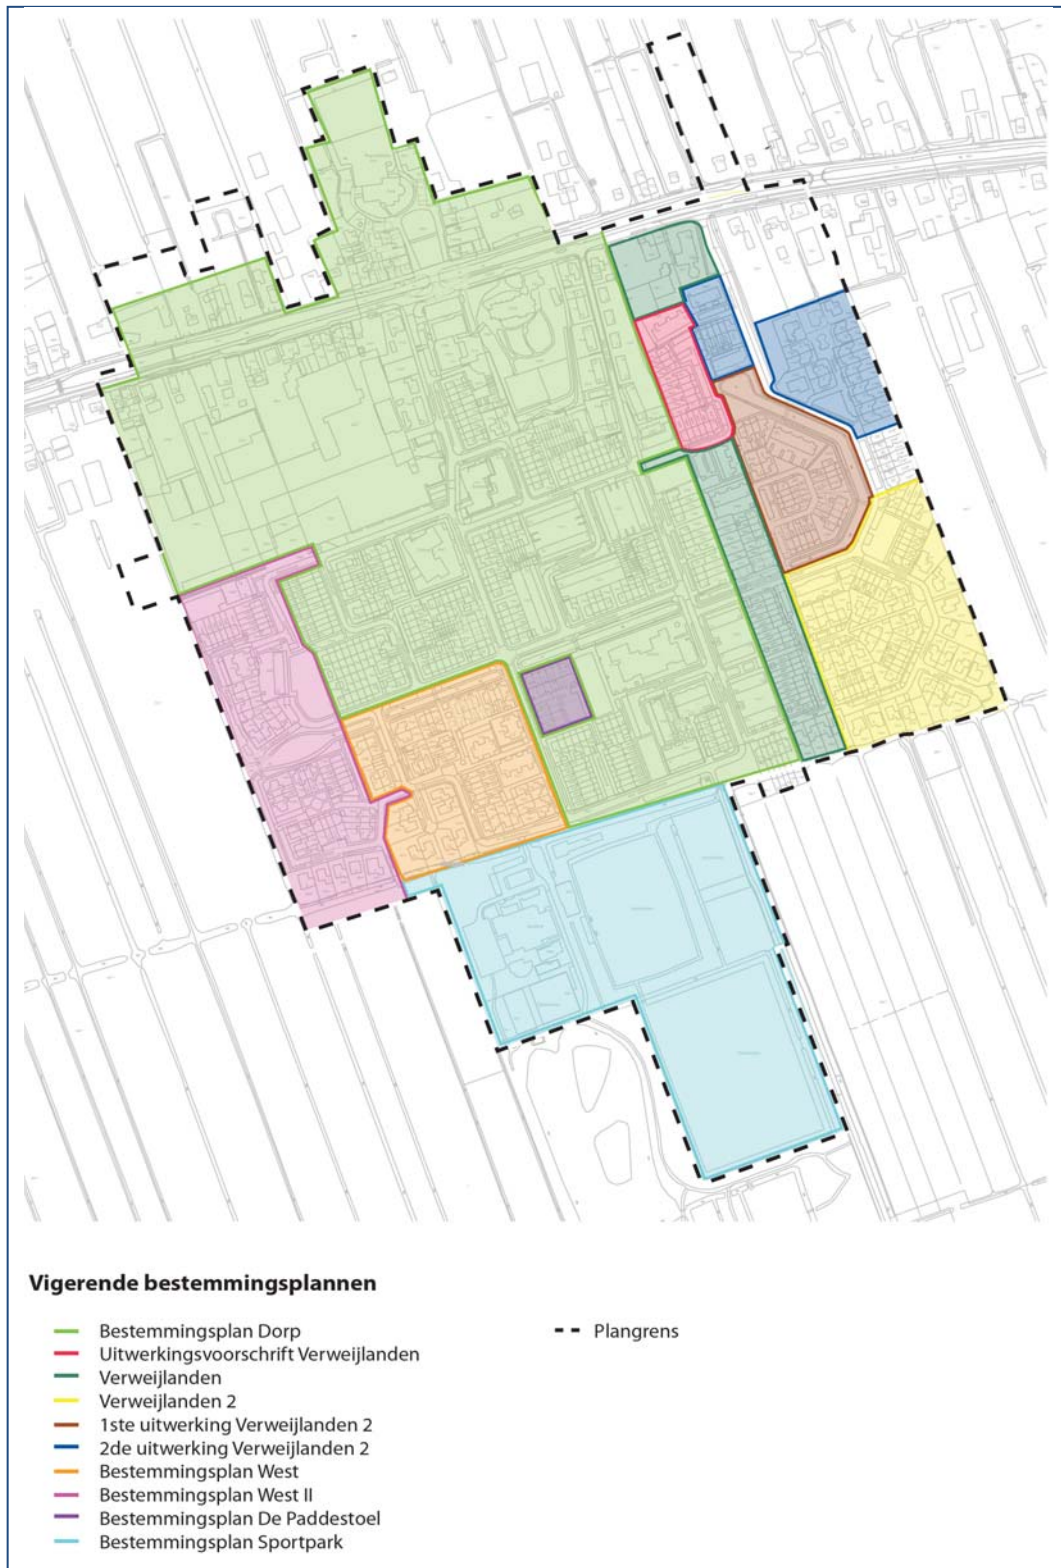 Vigerende bestemmingsplannen
Bestemmingsplan Dorp
Uitwerkingsvoorschrift Verweijlanden
Verweijlanden
Verweijlanden 2
1ste uitwerking Verweijlanden 2
2de uitwerking Verweijlanden 2
Bestemmingsplan West
Bestemmingsplan West II
Bestemmingsplan De Paddestoel
Bestemmingsplan Sportpark
Plangrens